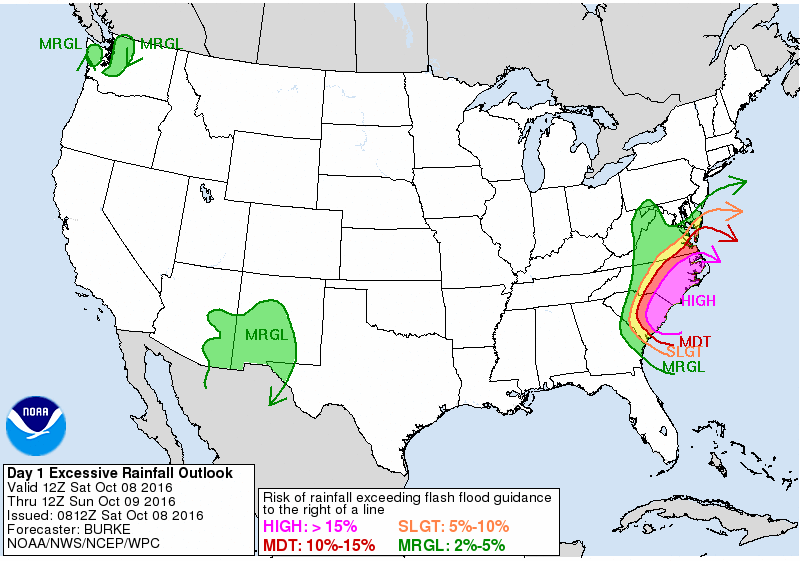 MRGL
MRGL
MRGL
HIGH
MDT
SLGT
MRGL
NOAA
Day 1 Excessive Rainfall Outlook
Valid 12Z Sat Oct 08 2016
Thru 12Z Sun Oct 09 2016
Issued: 0812Z Sat Oct 08 2016
Forecaster: BURKE
NOAA/NWS/NCEP/WPC
Risk of rainfall exceeding flash flood guidance
to the right of a line
HIGH: > 15% SLGT: 5%-10%
MDT: 10%-15% MRGL: 2%-5%